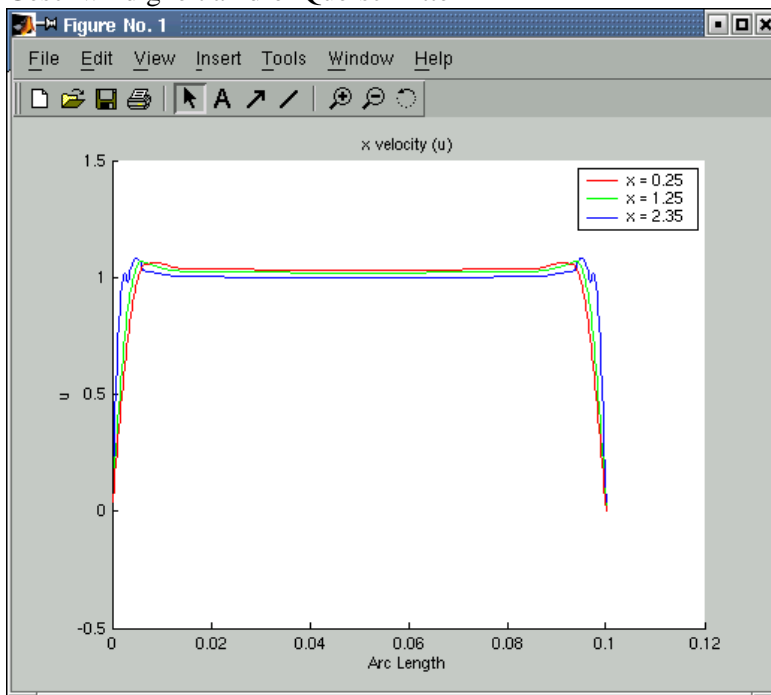 Figure No. 1
File Edit View Insert Tools Window Help
A
x velocity (u)
1.5
1
0.5
0
-0.5
u
x = 0.25
x = 1.25
x = 2.35
0 0.02 0.04 0.06 0.08 0.1 0.12
Arc Length